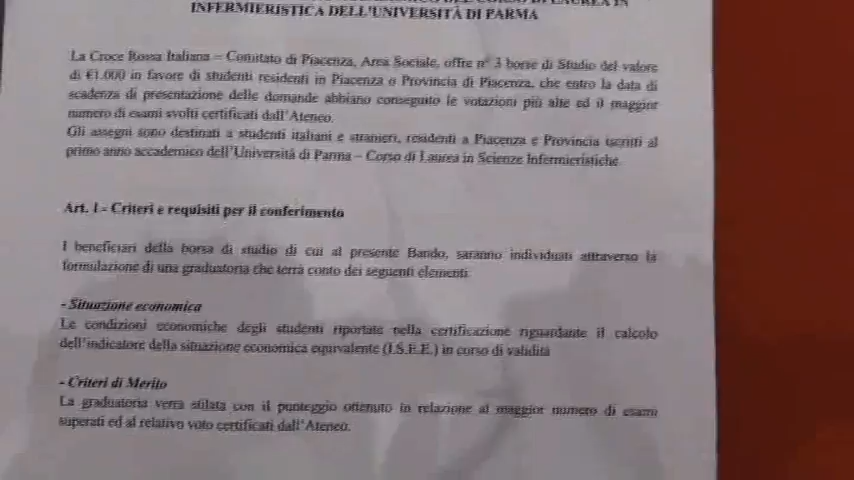 CORSO DI LAUREA IN
INFERMIERISTICA DELL'UNIVERSITÀ DI PARMA
La Croce Rossa Italiana – Comitato di Piacenza, Area Sociale, offre n° 3 borse di Studio del valore
di €1.000 in favore di studenti residenti in Piacenza o Provincia di Piacenza, che entro la data di
scadenza di presentazione delle domande abbiano conseguito le votazioni più alte ed il maggior
numero di esami svolti certificati dall'Ateneo.
Gli assegni sono destinati a studenti italiani e stranieri, residenti a Piacenza e Provincia iscritti al
primo anno accademico dell'Università di Parma – Corso di Laurea in Scienze Infermieristiche
Art. 1 - Criteri e requisiti per il conferimento
I beneficiari della borsa di studio di cui al presente Bando, saranno individuati attraverso la
formulazione di una graduatoria che terrà conto dei seguenti elementi
- Situazione economica
Le condizioni economiche degli studenti riportate nella certificazione riguardante il calcolo
dell'indicatore della situazione economica equivalente (I.S.E.E.) in corso di validità
- Criteri di Merito
La graduatoria verrà stilata con il punteggio ottenuto in relazione al maggior numero di esami
superati ed al relativo voto certificati dall'Ateneo.